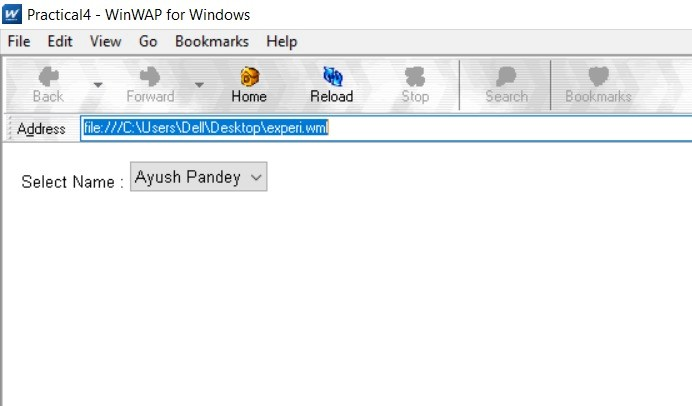 Practical4 - WinWAP for Windows
File Edit View Go Bookmarks Help
Back Forward Home Reload Stop Search Bookmarks
Address file:///C:\Users\Dell\Desktop\experi.wml
Select Name : Ayush Pandey